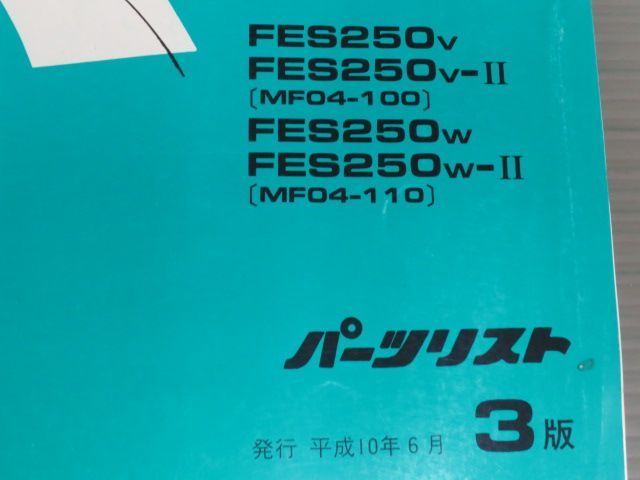 FES250V
FES250V-II
〔MF04-100〕
FES250W
FES250W-II
〔MF04-110〕
パーツリスト
発行 平成10年6月 3版